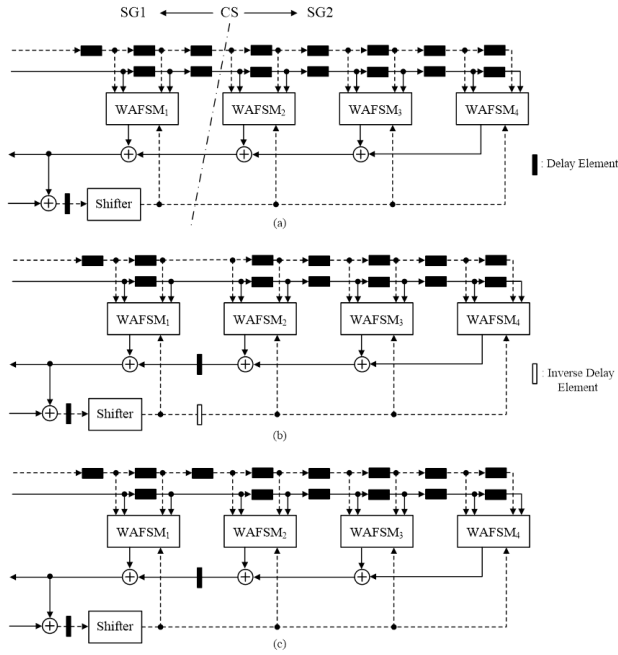 SG1 CS SG2
WAFSM₁ WAFSM₂ WAFSM₃ WAFSM₄
: Delay Element
Shifter
(a)
WAFSM₁ WAFSM₂ WAFSM₃ WAFSM₄
: Inverse Delay
Element
Shifter
(b)
WAFSM₁ WAFSM₂ WAFSM₃ WAFSM₄
Shifter
(c)